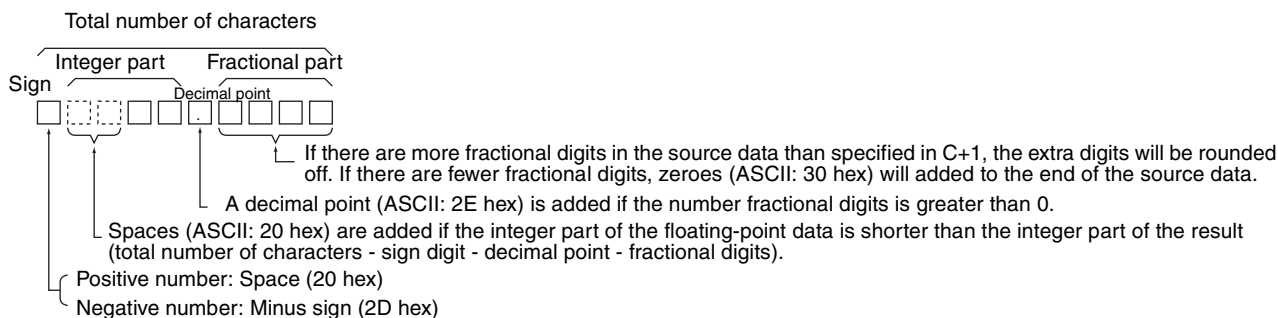 Total number of characters
Integer part Fractional part
Sign
Decimal point
.
If there are more fractional digits in the source data than specified in C+1, the extra digits will be rounded
off. If there are fewer fractional digits, zeroes (ASCII: 30 hex) will added to the end of the source data.
A decimal point (ASCII: 2E hex) is added if the number fractional digits is greater than 0.
Spaces (ASCII: 20 hex) are added if the integer part of the floating-point data is shorter than the integer part of the result
(total number of characters - sign digit - decimal point - fractional digits).
Positive number: Space (20 hex)
Negative number: Minus sign (2D hex)